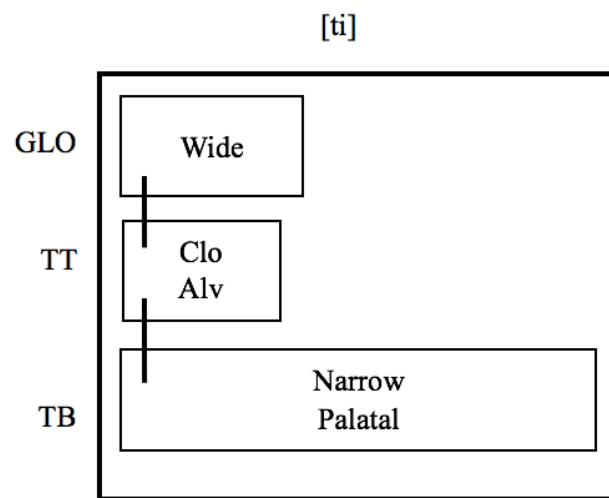 [ti]
GLO
Wide
TT
Clo
Alv
TB
Narrow
Palatal